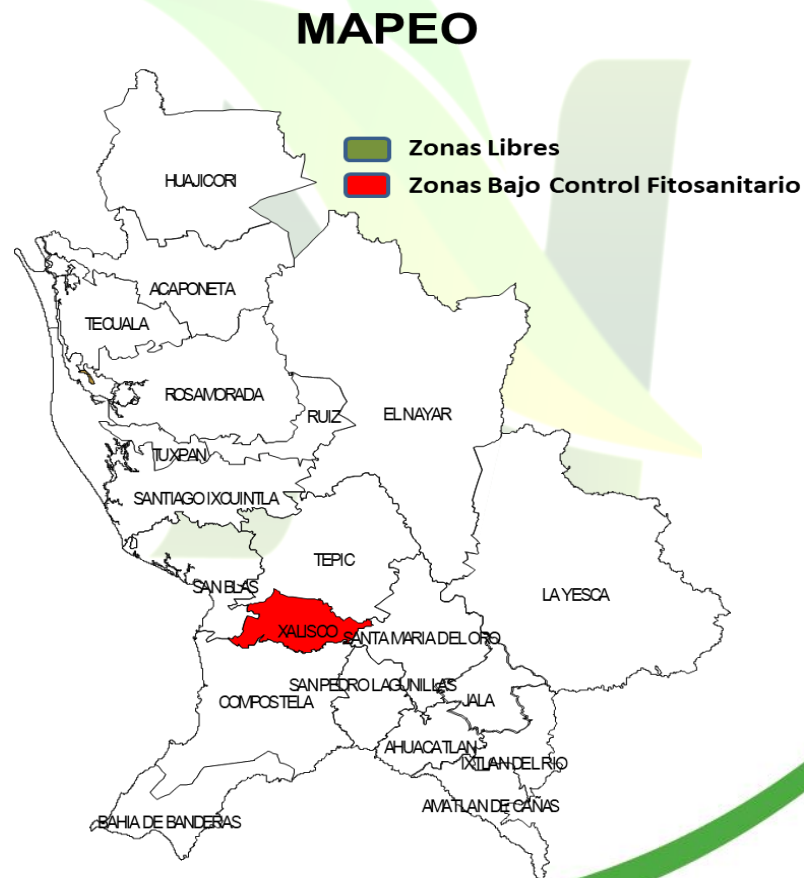 MAPEO
Zonas Libres
Zonas Bajo Control Fitosanitario
HUAJICORI
ACAPONETA
TECUALA
ROSAMORADA
RUIZ
EL NAYAR
TUXPAN
SANTIAGO IXCUINTLA
TEPIC
SAN BLAS
LA YESCA
XALISCO
SANTA MARIA DEL ORO
SAN PEDRO LAGUNILLAS
COMPOSTELA
JALA
AHUACATLAN
IXTLAN DEL RIO
AMATLAN DE CAÑAS
BAHIA DE BANDERAS